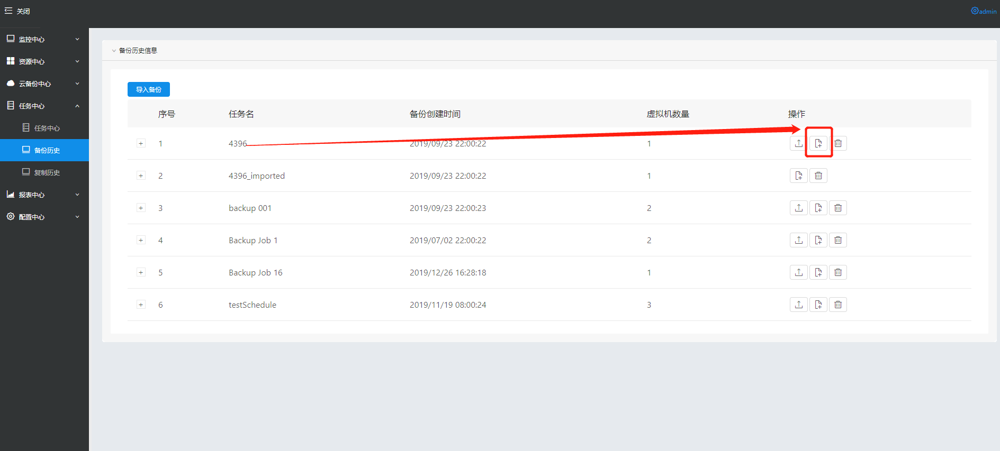 关闭
admin
监控中心
资源中心
云备份中心
任务中心
任务中心
备份历史
复制历史
报表中心
配置中心
备份历史信息
导入备份
序号 任务名 备份创建时间 虚拟机数量 操作
1 4396 2019/09/23 22:00:22 1
2 4396_imported 2019/09/23 22:00:22 1
3 backup 001 2019/09/23 22:00:23 2
4 Backup Job 1 2019/07/02 22:00:22 2
5 Backup Job 16 2019/12/26 16:28:18 1
6 testSchedule 2019/11/19 08:00:24 3